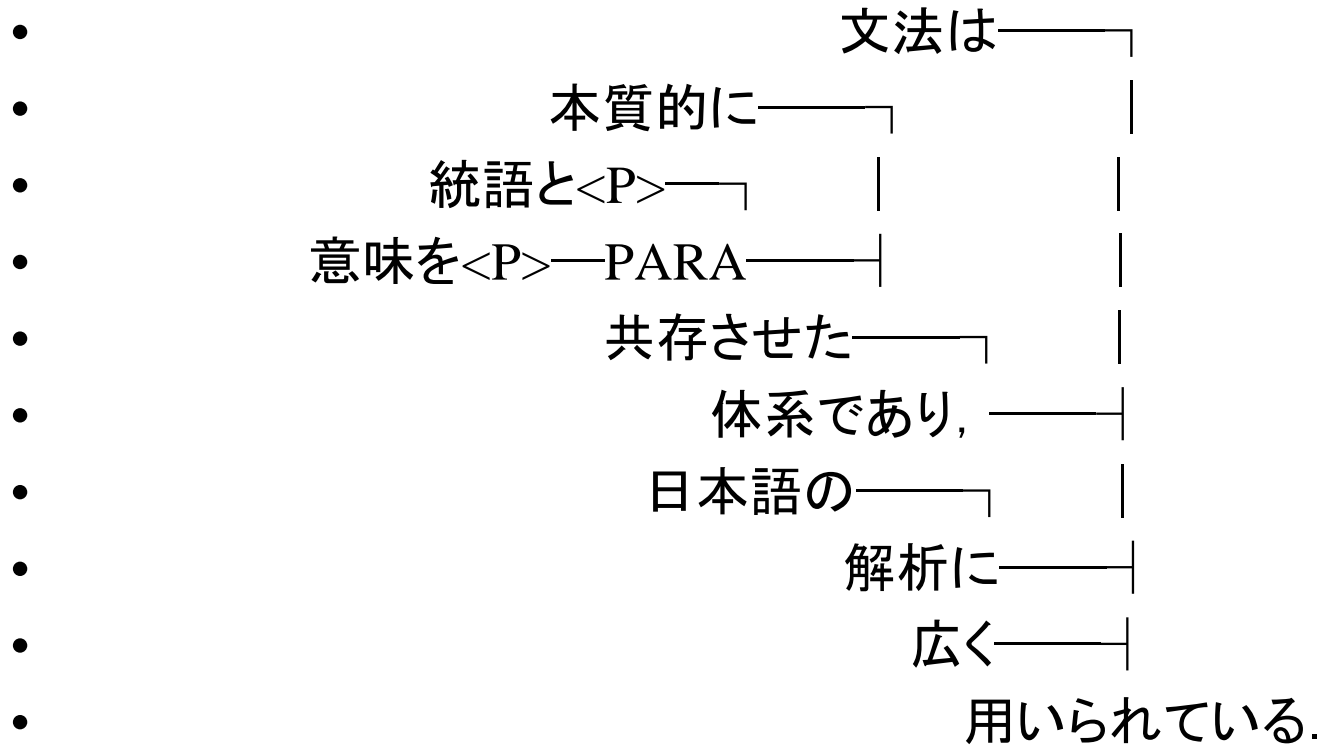 • 文法は
• 本質的に
• 統語と<P>
• 意味を<P> PARA
• 共存させた
• 体系であり,
• 日本語の
• 解析に
• 広く
• 用いられている.